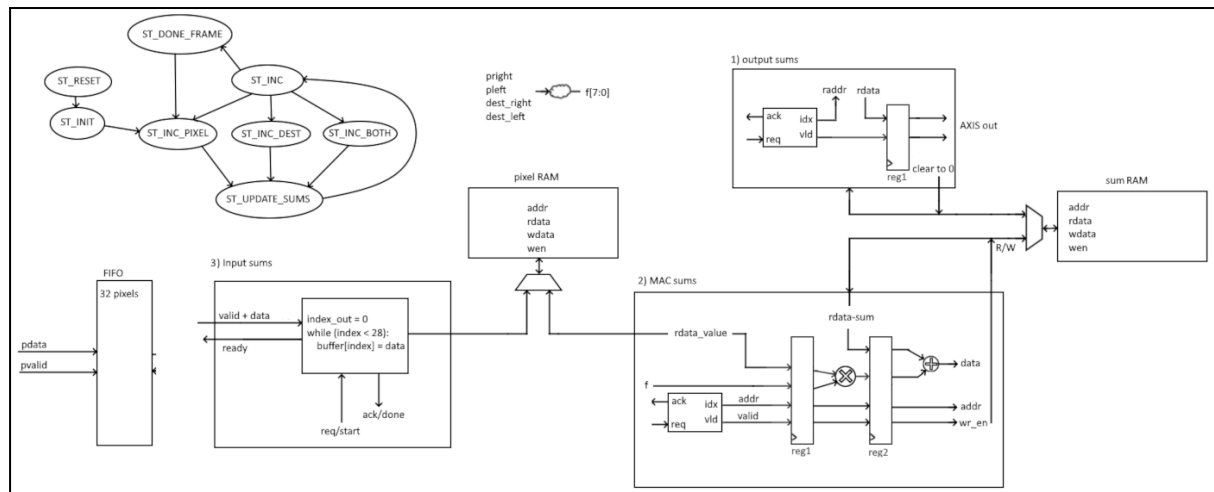 ST_DONE_FRAME
ST_RESET
ST_INC
ST_INIT
ST_INC_PIXEL
ST_INC_DEST
ST_INC_BOTH
ST_UPDATE_SUMS
pright
pleft
dest_right
dest_left
f[7:0]
1) output sums
raddr
rdata
ack
req
idx
vld
AXIS out
reg1
clear to 0
sum RAM
addr
rdata
wdata
wen
R/W
pixel RAM
addr
rdata
wdata
wen
FIFO
32 pixels
pdata
pvalid
3) Input sums
valid + data
ready
index_out = 0
while (index < 28):
buffer[index] = data
req/start
ack/done
2) MAC sums
rdata_value
rdata-sum
f
ack
req
idx
vld
addr
valid
data
addr
wr_en
reg1
reg2